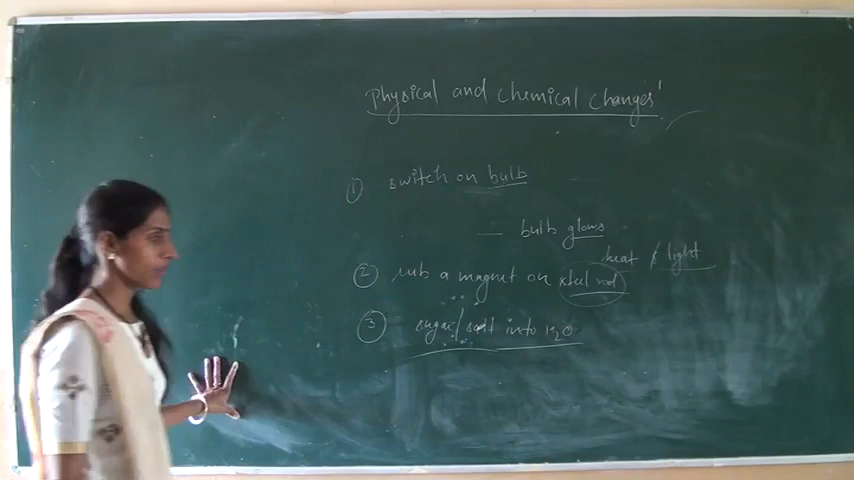 Physical and chemical changes'
① switch on bulb
— bulb glows
heat & light
② rub a magnet on steel rod
③ sugar/salt into H2O